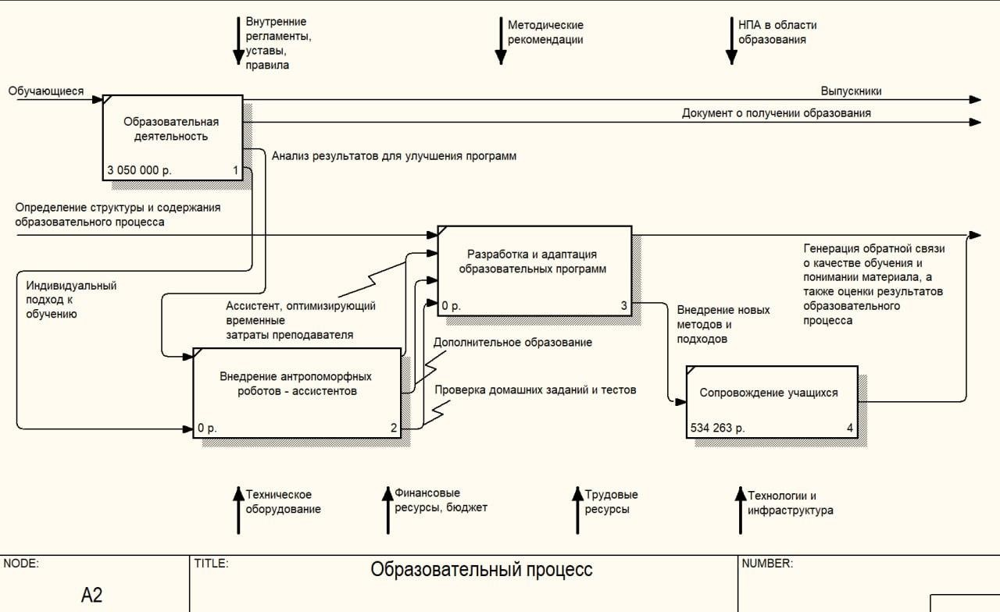 Внутренние
регламенты,
уставы,
правила
Методические
рекомендации
НПА в области
образования
Обучающиеся
Выпускники
Документ о получении образования
Образовательная
деятельность
3 050 000 р.
1
Анализ результатов для улучшения программ
Определение структуры и содержания
образовательного процесса
Разработка и адаптация
образовательных программ
0 р.
3
Генерация обратной связи
о качестве обучения и
понимании материала, а
также оценки результатов
образовательного
процесса
Индивидуальный
подход к
обучению
Ассистент, оптимизирующий
временные
затраты преподавателя
Внедрение новых
методов и
подходов
Дополнительное образование
Внедрение антропоморфных
роботов - ассистентов
0 р.
2
Проверка домашних заданий и тестов
Сопровождение учащихся
534 263 р.
4
Техническое
оборудование
Финансовые
ресурсы, бюджет
Трудовые
ресурсы
Технологии и
инфраструктура
NODE:
A2
TITLE:
Образовательный процесс
NUMBER: